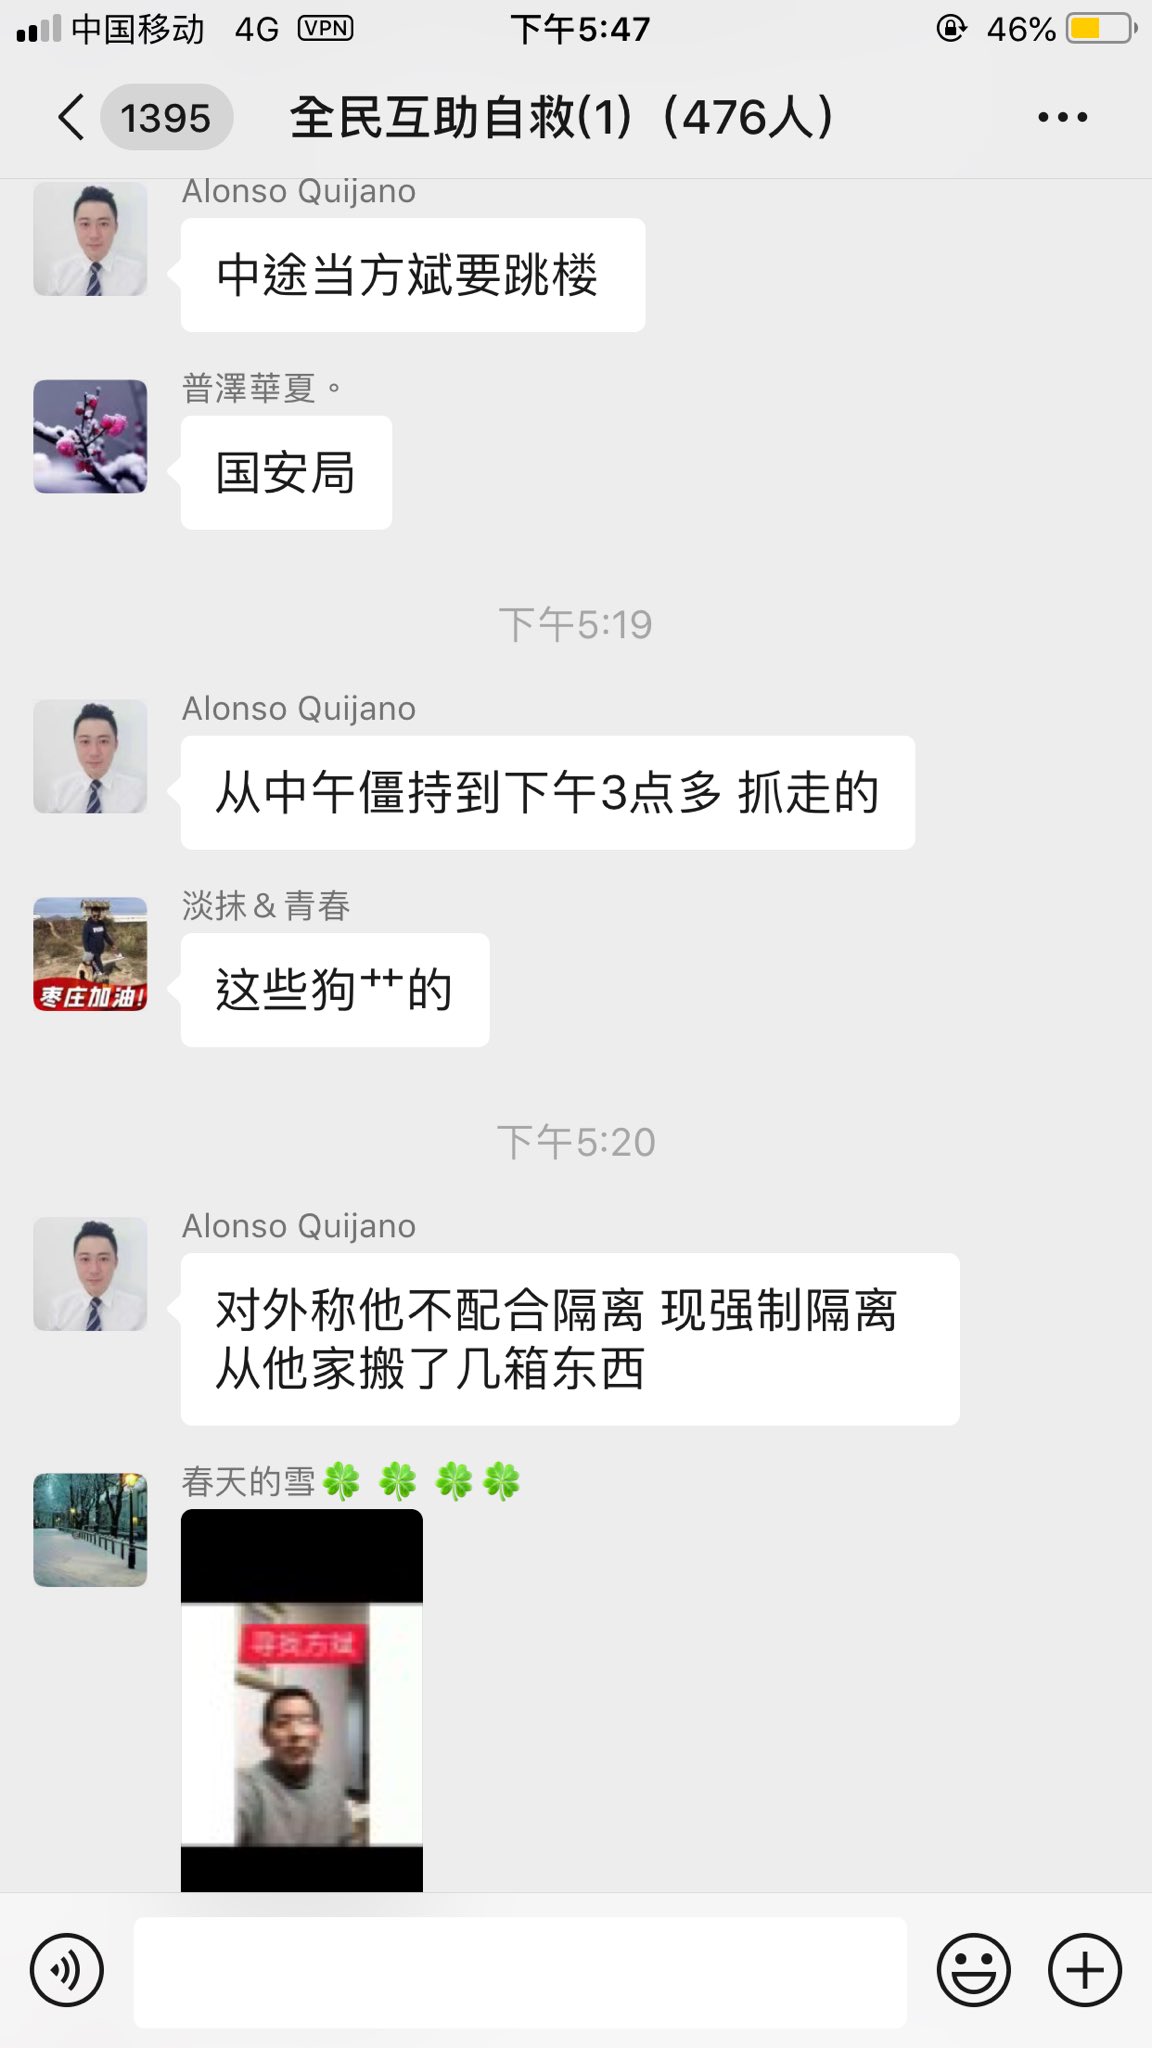 中国移动 4G VPN 下午5:47 46%
1395 全民互助自救(1)（476人）
Alonso Quijano
中途当方斌要跳楼
普澤華夏。
国安局
下午5:19
Alonso Quijano
从中午僵持到下午3点多 抓走的
淡抹＆青春
这些狗艹的
枣庄加油!
下午5:20
Alonso Quijano
对外称他不配合隔离 现强制隔离
从他家搬了几箱东西
春天的雪🍀 🍀 🍀🍀
寻找方斌